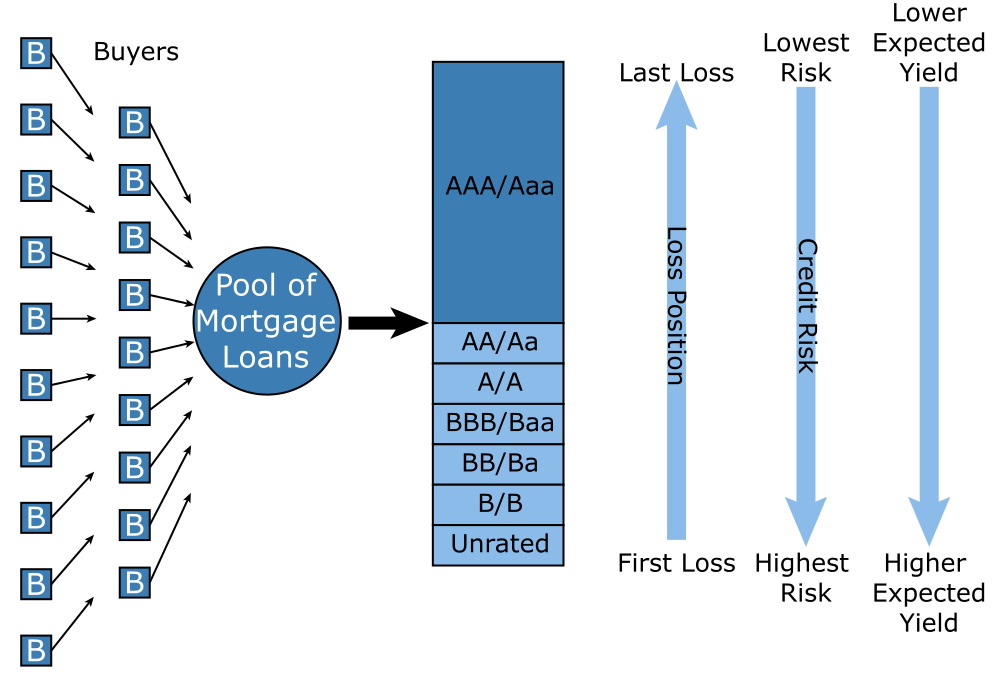 B
B
B
B
B
B
B
B
B
B
Buyers
B
B
B
B
B
B
B
B
B
Pool of
Mortgage
Loans
AAA/Aaa
AA/Aa
A/A
BBB/Baa
BB/Ba
B/B
Unrated
Last Loss
Loss Position
First Loss
Lowest
Risk
Credit Risk
Highest
Risk
Lower
Expected
Yield
Higher
Expected
Yield